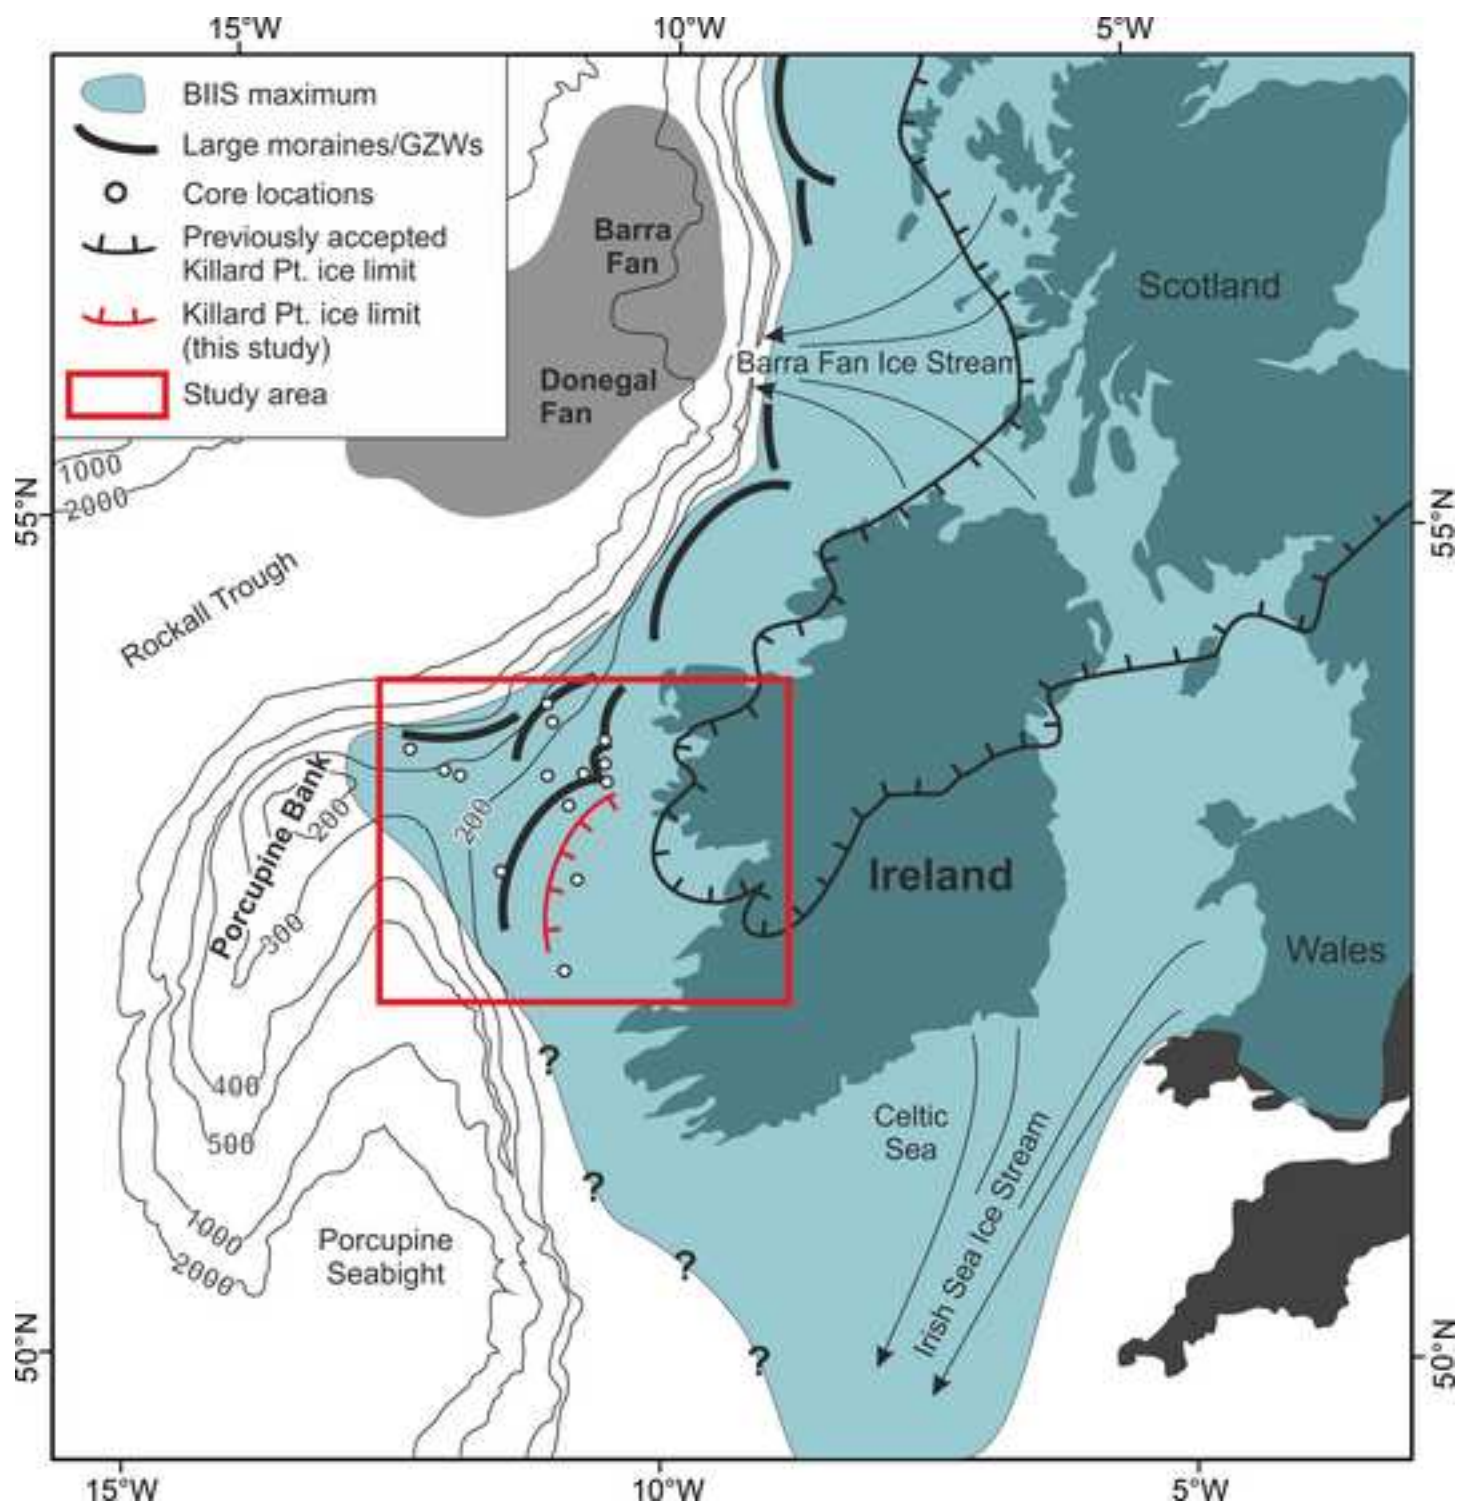 15°W
10°W
5°W
BIIS maximum
Large moraines/GZWs
Core locations
Previously accepted
Killard Pt. ice limit
Killard Pt. ice limit
(this study)
Study area
Barra
Fan
Scotland
Barra Fan Ice Stream
Donegal
Fan
1000
2000
55°N
55°N
Rockall Trough
Porcupine Bank
200
200
300
Ireland
Wales
400
500
?
Celtic
Sea
Irish Sea Ice Stream
?
1000
2000
Porcupine
Seabight
?
?
50°N
50°N
15°W
10°W
5°W